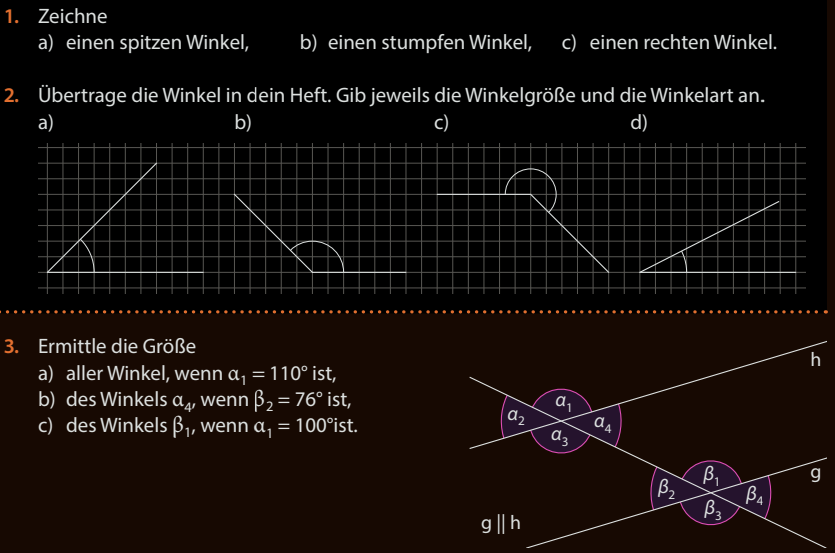 1. Zeichne
a) einen spitzen Winkel, b) einen stumpfen Winkel, c) einen rechten Winkel.
2. Übertrage die Winkel in dein Heft. Gib jeweils die Winkelgröße und die Winkelart an.
a) b) c) d)
3. Ermittle die Größe
a) aller Winkel, wenn α₁ = 110° ist,
b) des Winkels α₄, wenn β₂ = 76° ist,
c) des Winkels β₁, wenn α₁ = 100°ist.
h
α₁
α₂ α₄
α₃
g
β₁
β₂ β₄
β₃
g || h